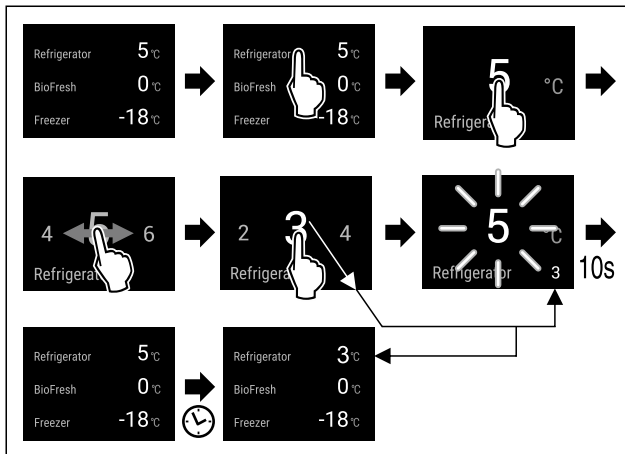 Refrigerator 5 °C
BioFresh 0 °C
Freezer -18 °C
Refrigerator 5 °C
BioFresh 0 °C
Freezer -18 °C
5 °C
4 5 6
2 3 4
5 °C
Refrigerator 3
10s
Refrigerator 5 °C
BioFresh 0 °C
Freezer -18 °C
Refrigerator 3 °C
BioFresh 0 °C
Freezer -18 °C